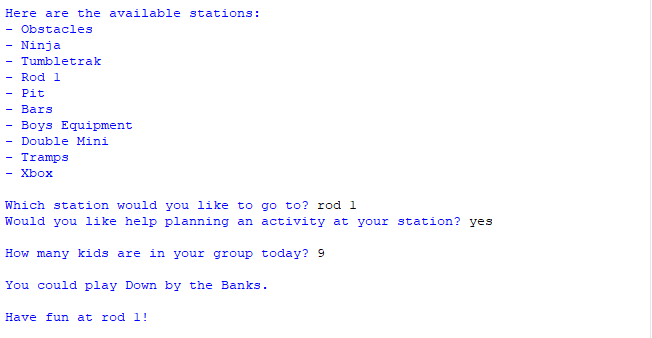 Here are the available stations:
- Obstacles
- Ninja
- Tumbletrak
- Rod 1
- Pit
- Bars
- Boys Equipment
- Double Mini
- Tramps
- Xbox
Which station would you like to go to? rod 1
Would you like help planning an activity at your station? yes
How many kids are in your group today? 9
You could play Down by the Banks.
Have fun at rod 1!